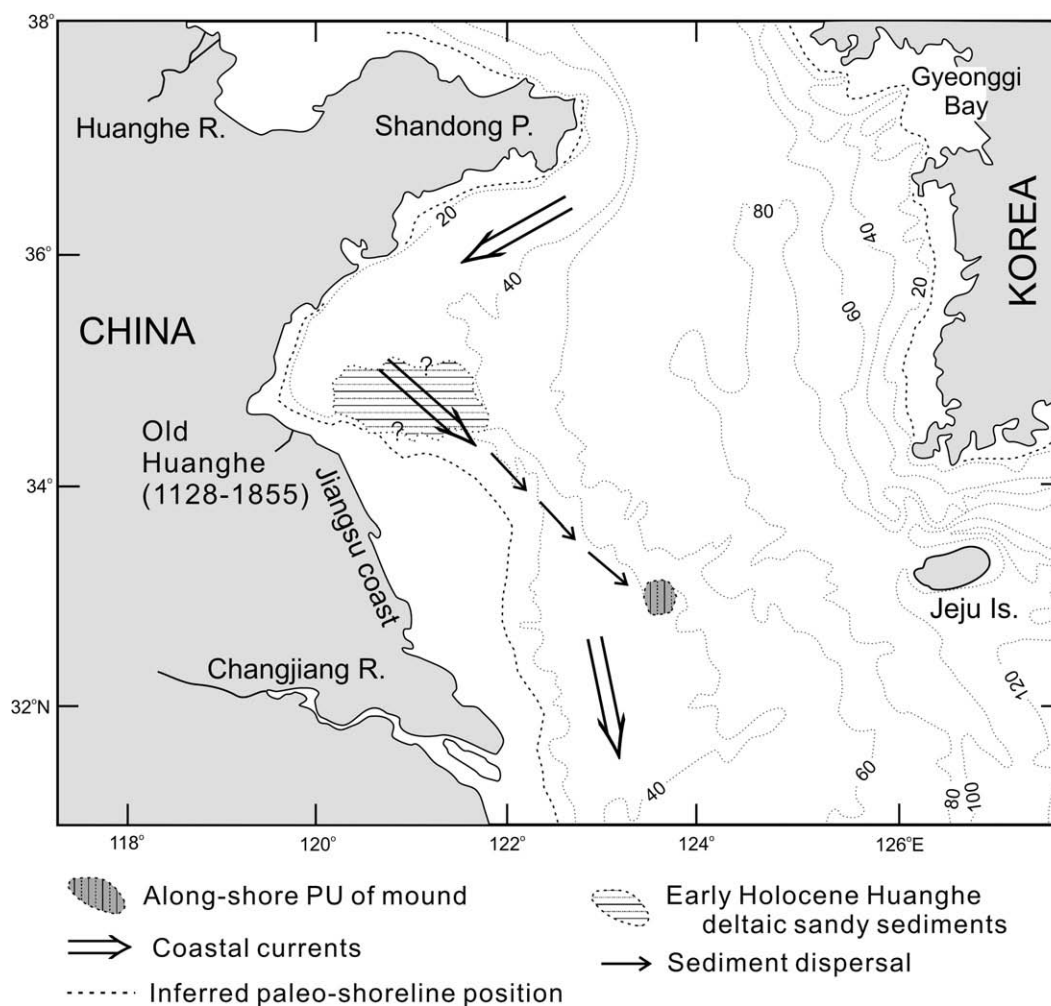 38°
Huanghe R.
Shandong P.
Gyeonggi
Bay
KOREA
20
80
40
36°
40
20
60
CHINA
?
?
Old
Huanghe
(1128-1855)
34°
Jiangsu coast
Jeju Is.
Changjiang R.
32°N
120
40
60
80
100
118°
120°
122°
124°
126°E
Along-shore PU of mound
Early Holocene Huanghe
deltaic sandy sediments
Coastal currents
Sediment dispersal
Inferred paleo-shoreline position